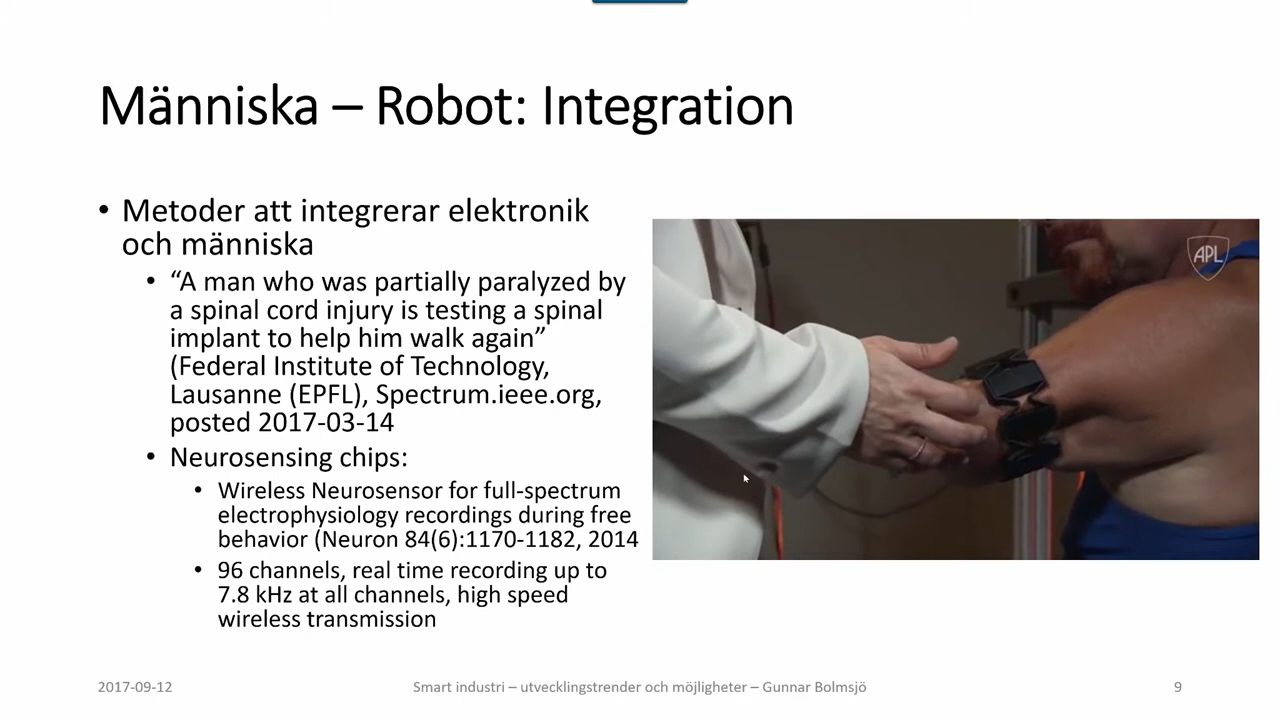 Människa – Robot: Integration
• Metoder att integrerar elektronik
och människa
• “A man who was partially paralyzed by
a spinal cord injury is testing a spinal
implant to help him walk again”
(Federal Institute of Technology,
Lausanne (EPFL), Spectrum.ieee.org,
posted 2017-03-14
• Neurosensing chips:
• Wireless Neurosensor for full-spectrum
electrophysiology recordings during free
behavior (Neuron 84(6):1170-1182, 2014
• 96 channels, real time recording up to
7.8 kHz at all channels, high speed
wireless transmission
APL
2017-09-12
Smart industri – utvecklingstrender och möjligheter – Gunnar Bolmsjö
9